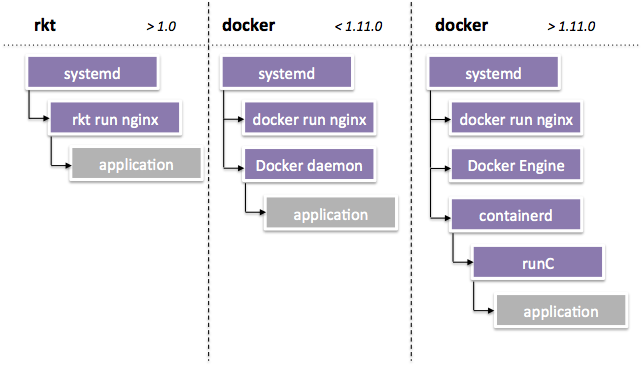 rkt > 1.0
systemd
rkt run nginx
application
docker < 1.11.0
systemd
docker run nginx
Docker daemon
application
docker > 1.11.0
systemd
docker run nginx
Docker Engine
containerd
runC
application